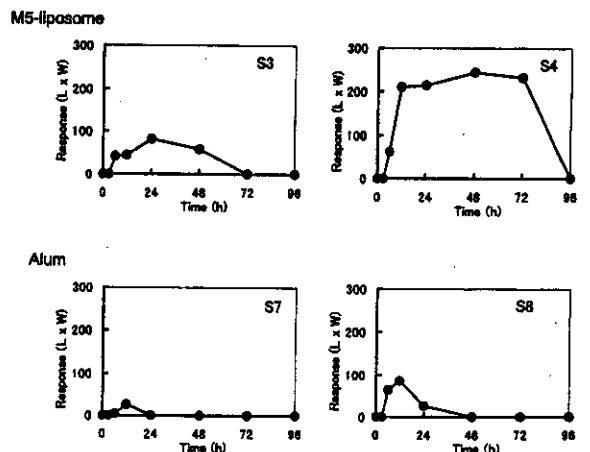 M5-liposome
S3
300
200
100
0
Response (L x W)
0 24 48 72 96
Time (h)
S4
300
200
100
0
Response (L x W)
0 24 48 72 96
Time (h)
Alum
S7
300
200
100
0
Response (L x W)
0 24 48 72 96
Time (h)
S8
300
200
100
0
Response (L x W)
0 24 48 72 96
Time (h)